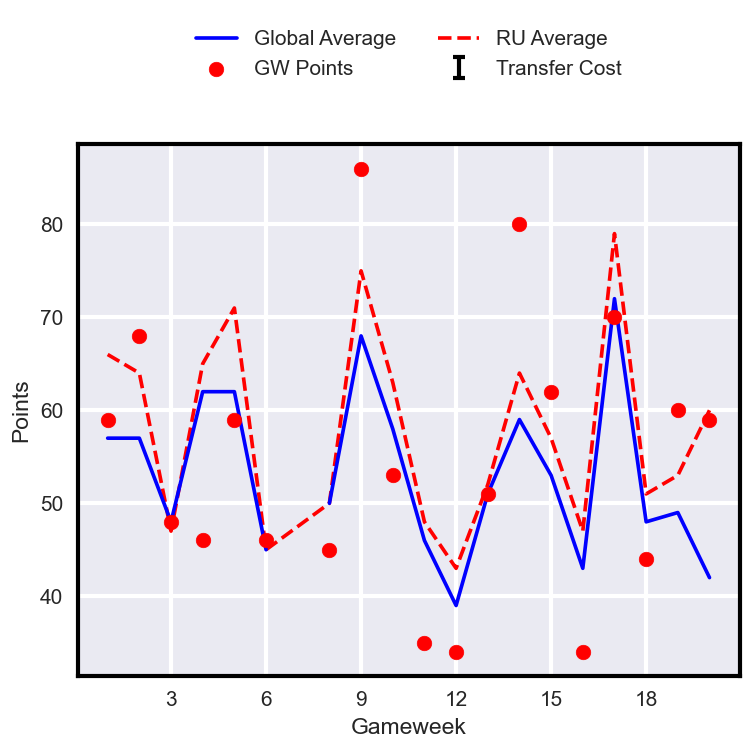 Global Average
RU Average
GW Points
Transfer Cost
80
70
60
50
40
Points
3
6
9
12
15
18
Gameweek